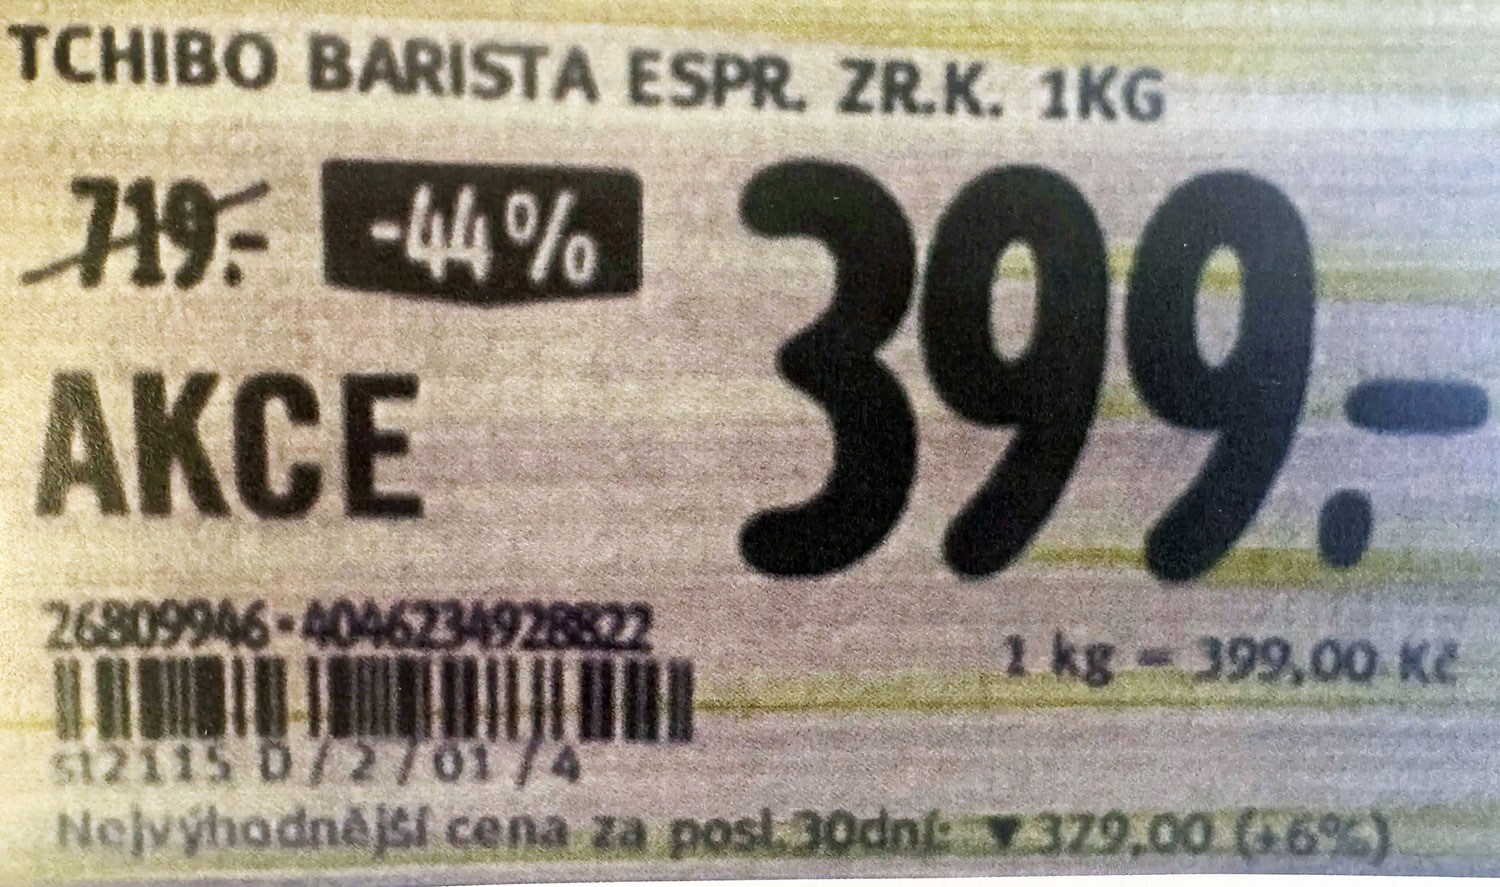 TCHIBO BARISTA ESPR. ZR.K. 1KG
719.-
-44%
399.-
AKCE
26809946-4046234928822
1 kg = 399,00 Kč
st2115 D / 2 / 01 / 4
Nejvýhodnější cena za posl.30dní: ▼379,00 (+6%)